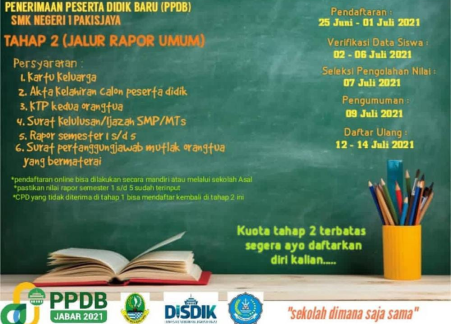 PENERIMAAN PESERTA DIDIK BARU (PPDB)
SMK NEGERI 1 PAKISJAYA
TAHAP 2 (JALUR RAPOR UMUM)
Persyaratan :
1. Kartu Keluarga
2. Akta Kelahiran Calon peserta didik
3. KTP kedua orangtua
4. Surat Kelulusan/Ijazah SMP/MTs
5. Rapor semester 1 s/d 5
6. Surat pertanggungjawab mutlak orangtua
yang bermaterai
*pendaftaran online bisa dilakukan secara mandiri atau melalui sekolah Asal
*pastikan nilai rapor semester 1 s/d 5 sudah terinput
*CPD yang tidak diterima di tahap 1 bisa mendaftar kembali di tahap 2 ini
Pendaftaran :
25 Juni - 01 Juli 2021
Verifikasi Data Siswa :
02 - 06 Juli 2021
Seleksi Pengolahan Nilai :
07 Juli 2021
Pengumuman :
09 Juli 2021
Daftar Ulang :
12 - 14 Juli 2021
Kuota tahap 2 terbatas
segera ayo daftarkan
diri kalian.....
PPDB
JABAR 2021
DISDIK
"sekolah dimana saja sama"